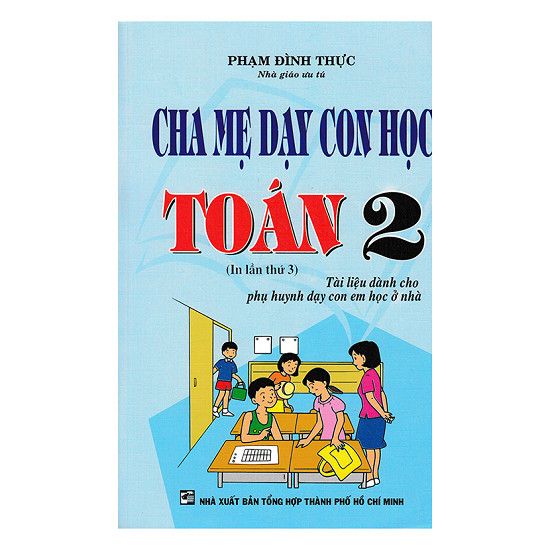 PHẠM ĐÌNH THỰC
Nhà giáo ưu tú
CHA MẸ DẠY CON HỌC
TOÁN 2
(In lần thứ 3)
Tài liệu dành cho
phụ huynh dạy con em học ở nhà
NHÀ XUẤT BẢN TỔNG HỢP THÀNH PHỐ HỒ CHÍ MINH